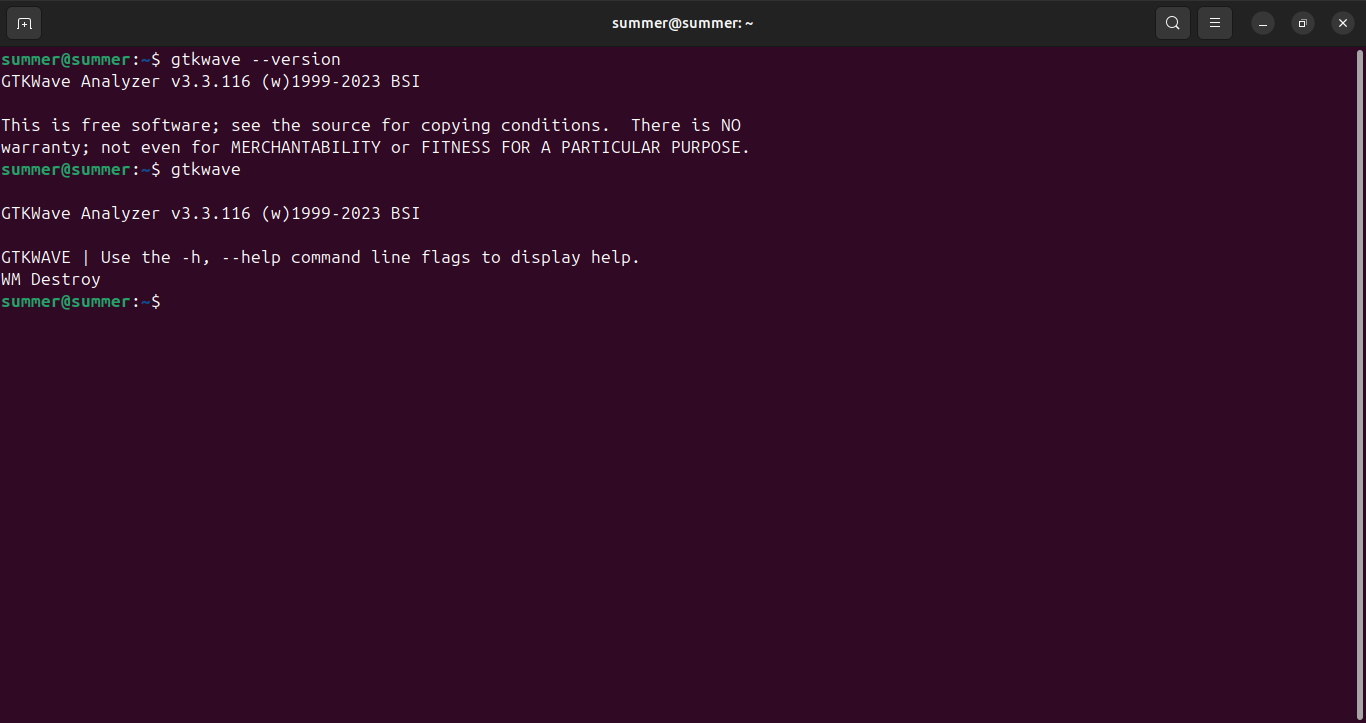 summer@summer: ~
summer@summer:~$ gtkwave --version
GTKWave Analyzer v3.3.116 (w)1999-2023 BSI
This is free software; see the source for copying conditions.  There is NO
warranty; not even for MERCHANTABILITY or FITNESS FOR A PARTICULAR PURPOSE.
summer@summer:~$ gtkwave
GTKWave Analyzer v3.3.116 (w)1999-2023 BSI
GTKWAVE | Use the -h, --help command line flags to display help.
WM Destroy
summer@summer:~$